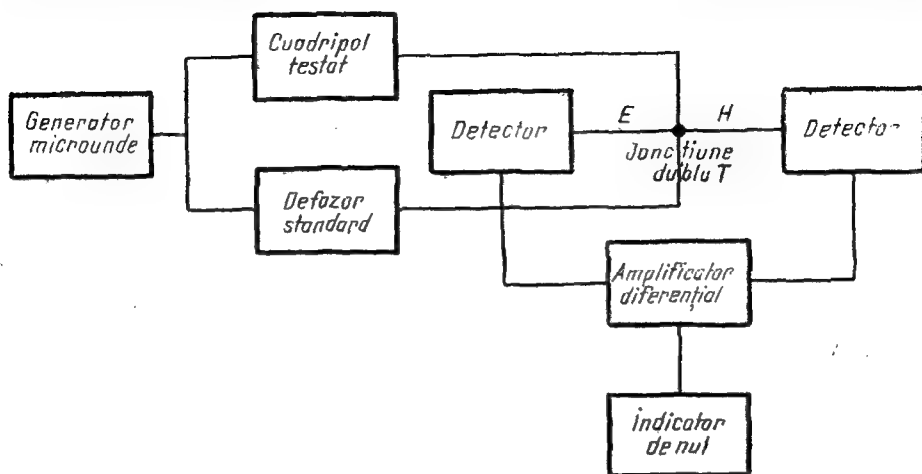 Cuadripol
testat
Generator
microunde
Detector
E
H
Detector
Joncțiune
dublu T
Defazor
standard
Amplificator
diferențial
Indicator
de nul